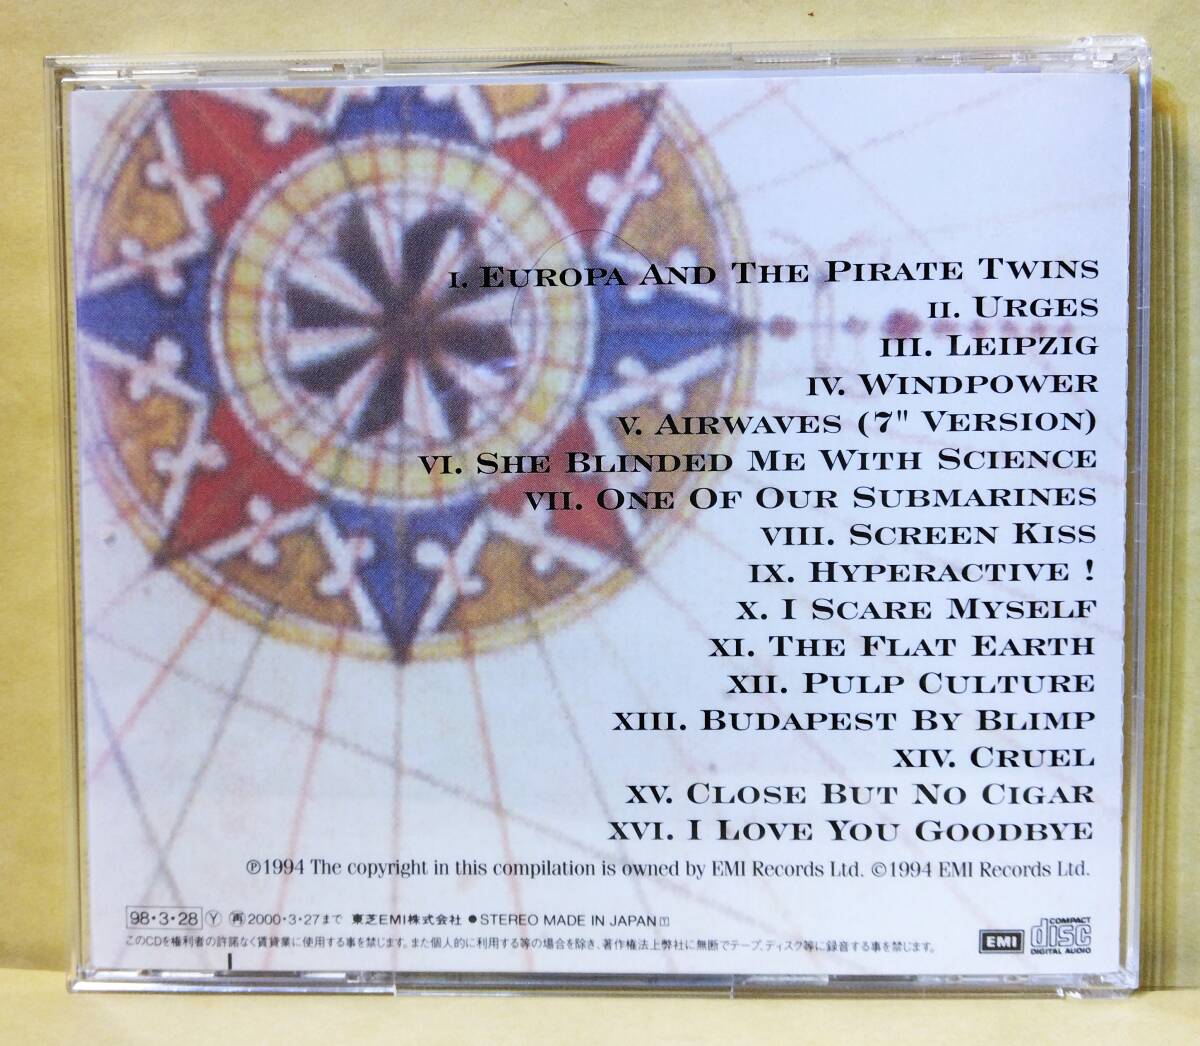 I. EUROPA AND THE PIRATE TWINS
II. URGES
III. LEIPZIG
IV. WINDPOWER
V. AIRWAVES (7" VERSION)
VI. SHE BLINDED ME WITH SCIENCE
VII. ONE OF OUR SUBMARINES
VIII. SCREEN KISS
IX. HYPERACTIVE !
X. I SCARE MYSELF
XI. THE FLAT EARTH
XII. PULP CULTURE
XIII. BUDAPEST BY BLIMP
XIV. CRUEL
XV. CLOSE BUT NO CIGAR
XVI. I LOVE YOU GOODBYE
℗1994 The copyright in this compilation is owned by EMI Records Ltd. ©1994 EMI Records Ltd.
98・3・28 Ⓨ ㊢2000・3・27まで 東芝EMI株式会社 ●STEREO MADE IN JAPAN🅃
このCDを権利者の許諾なく賃貸業に使用する事を禁じます。また個人的に利用する等の場合を除き、著作権法上弊社に無断でテープ、ディスク等に録音する事を禁じます。
EMI
COMPACT
disc
DIGITAL AUDIO